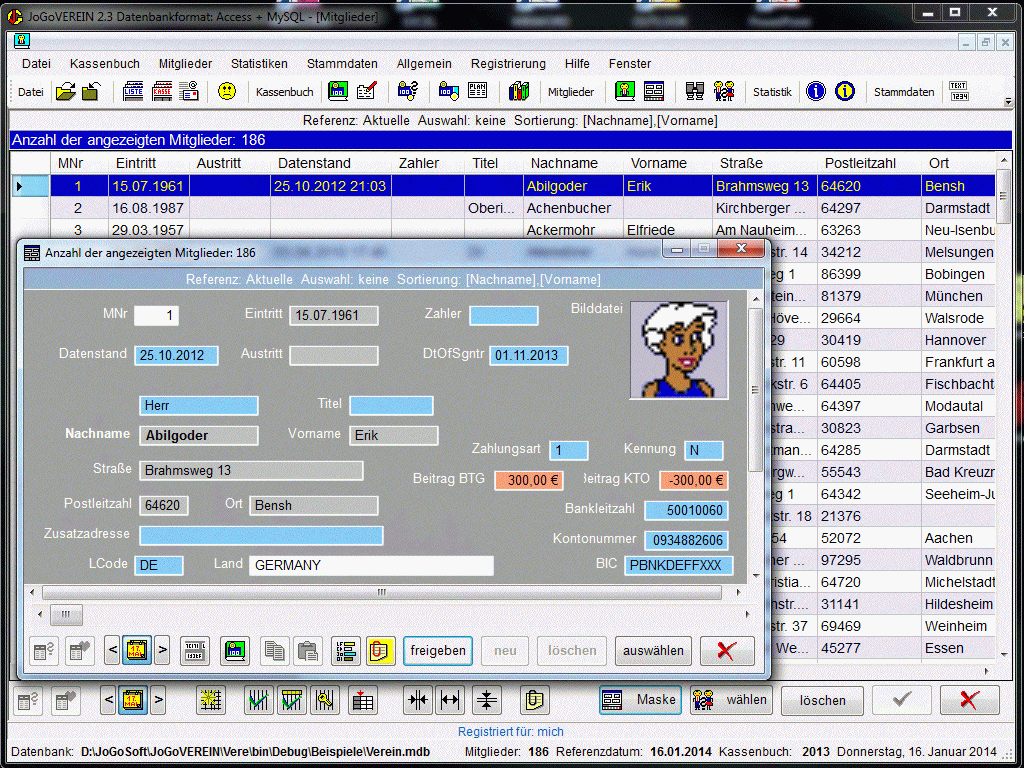 JoGoVEREIN 2.3 Datenbankformat: Access + MySQL - [Mitglieder]
Datei Kassenbuch Mitglieder Statistiken Stammdaten Allgemein Registrierung Hilfe Fenster
Datei LISTE KASSE Kassenbuch PLAN Mitglieder Statistik Stammdaten TEXT 1234
Referenz: Aktuelle Auswahl: keine Sortierung: [Nachname],[Vorname]
Anzahl der angezeigten Mitglieder: 186
MNr Eintritt Austritt Datenstand Zahler Titel Nachname Vorname Straße Postleitzahl Ort
1 15.07.1961 25.10.2012 21:03 Abilgoder Erik Brahmsweg 13 64620 Bensh
2 16.08.1987 Oberi... Achenbucher Kirchberger ... 64297 Darmstadt
3 29.03.1957 Ackermohr Elfriede Am Nauheim... 63263 Neu-Isenbu
str. 14 34212 Melsungen
eg 1 86399 Bobingen
tein... 81379 München
Höve... 29664 Walsrode
29 30419 Hannover
str. 11 60598 Frankfurt a
kstr. 6 64405 Fischbacht
nwe... 64397 Modautal
stra... 30823 Garbsen
tman... 64285 Darmstadt
ergw... 55543 Bad Kreuzn
eg 1 64342 Seeheim-Ju
str. 18 21376
54 52072 Aachen
ner ... 97295 Waldbrunn
ristia... 64720 Michelstadt
nstr.... 31141 Hildesheim
str. 37 69469 Weinheim
We... 45277 Essen
Anzahl der angezeigten Mitglieder: 186
Referenz: Aktuelle Auswahl: keine Sortierung: [Nachname],[Vorname]
MNr 1 Eintritt 15.07.1961 Zahler Bilddatei
Datenstand 25.10.2012 Austritt DtOfSgntr 01.11.2013
Herr Titel
Nachname Abilgoder Vorname Erik
Zahlungsart 1 Kennung N
Straße Brahmsweg 13
Beitrag BTG 300,00 € Beitrag KTO -300,00 €
Postleitzahl 64620 Ort Bensh
Bankleitzahl 50010060
Zusatzadresse
Kontonummer 0934882606
LCode DE Land GERMANY BIC PBNKDEFFXXX
< > freigeben neu löschen auswählen
< > Maske wählen löschen
Registriert für: mich
Datenbank: D:\JoGoSoft\JoGoVEREIN\Vere\bin\Debug\Beispiele\Verein.mdb Mitglieder: 186 Referenzdatum: 16.01.2014 Kassenbuch: 2013 Donnerstag, 16. Januar 2014